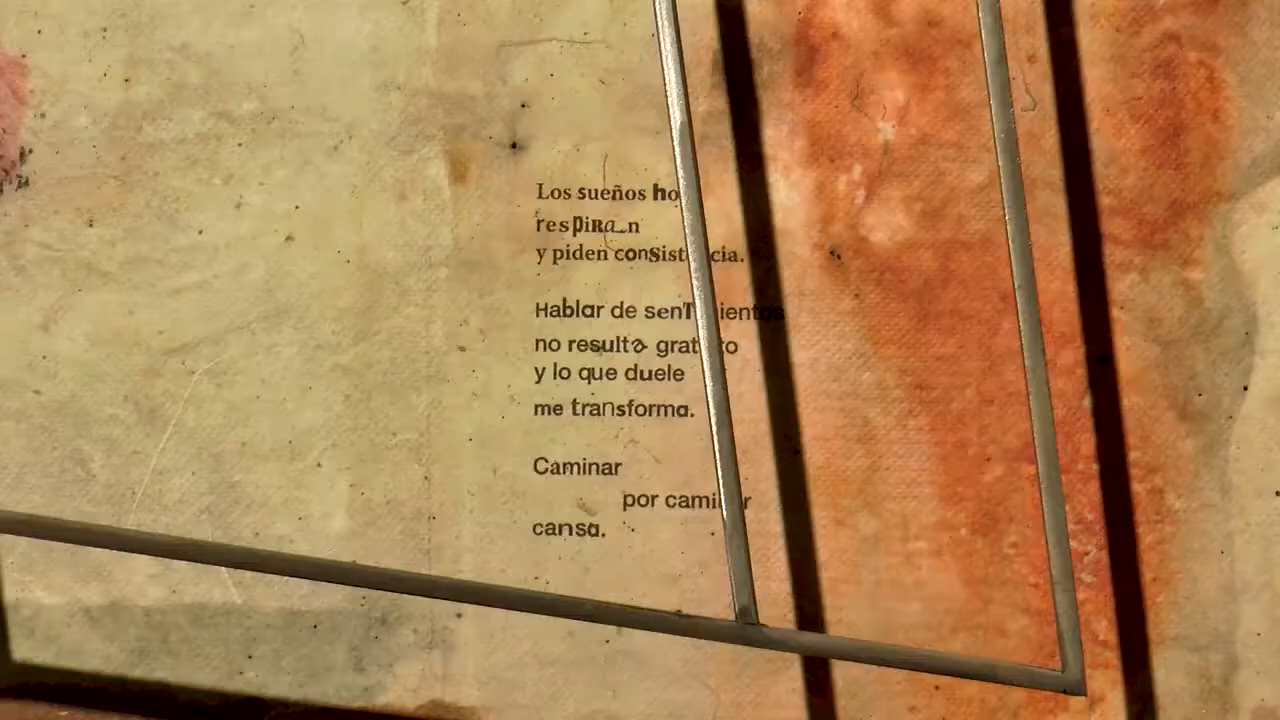 Los sueños ho
respiran
y piden consistencia.
Hablar de sentimientos
no resulta gratuito
y lo que duele
me transforma.
Caminar
por caminar
cansa.